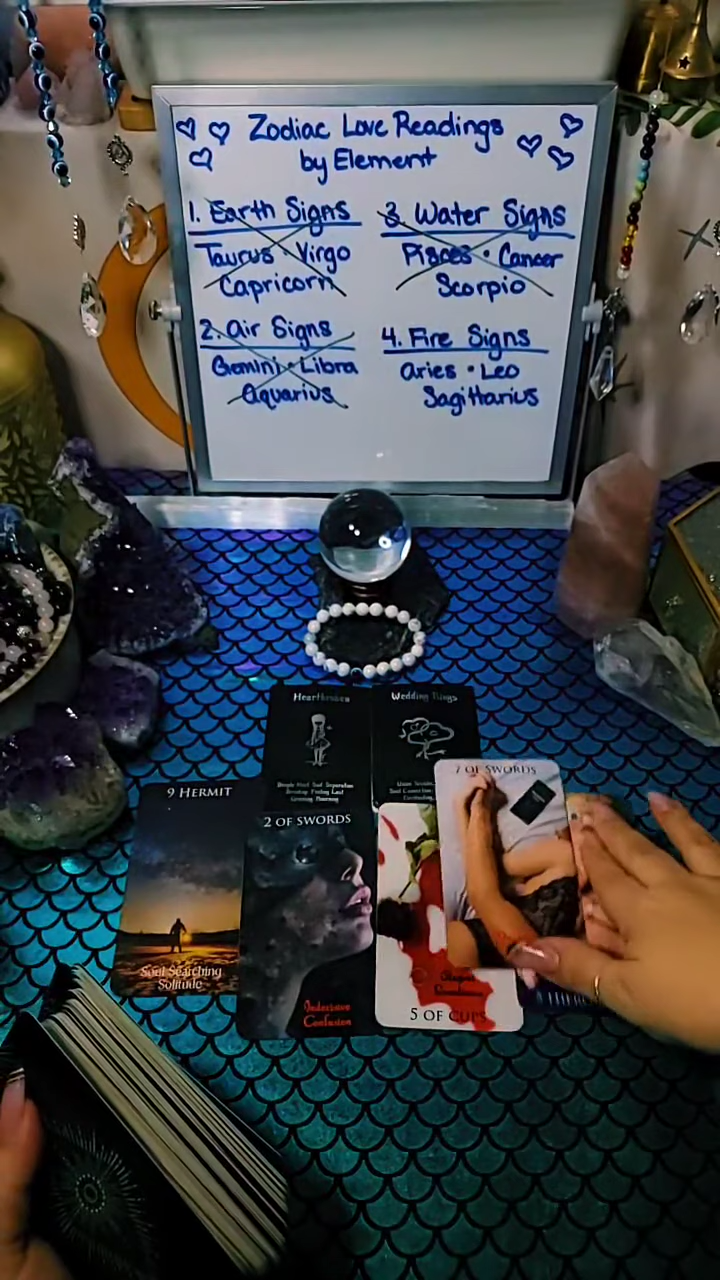 Zodiac Love Readings
by Element
1. Earth Signs
Taurus • Virgo
Capricorn
2. Air Signs
Gemini • Libra
Aquarius
3. Water Signs
Pisces • Cancer
Scorpio
4. Fire Signs
Aries • Leo
Sagittarius
Heartbroken
Wedding Rings
9 HERMIT
Soul Searching
Solitude
2 OF SWORDS
Indecisive
Confusion
5 OF CUPS
7 OF SWORDS